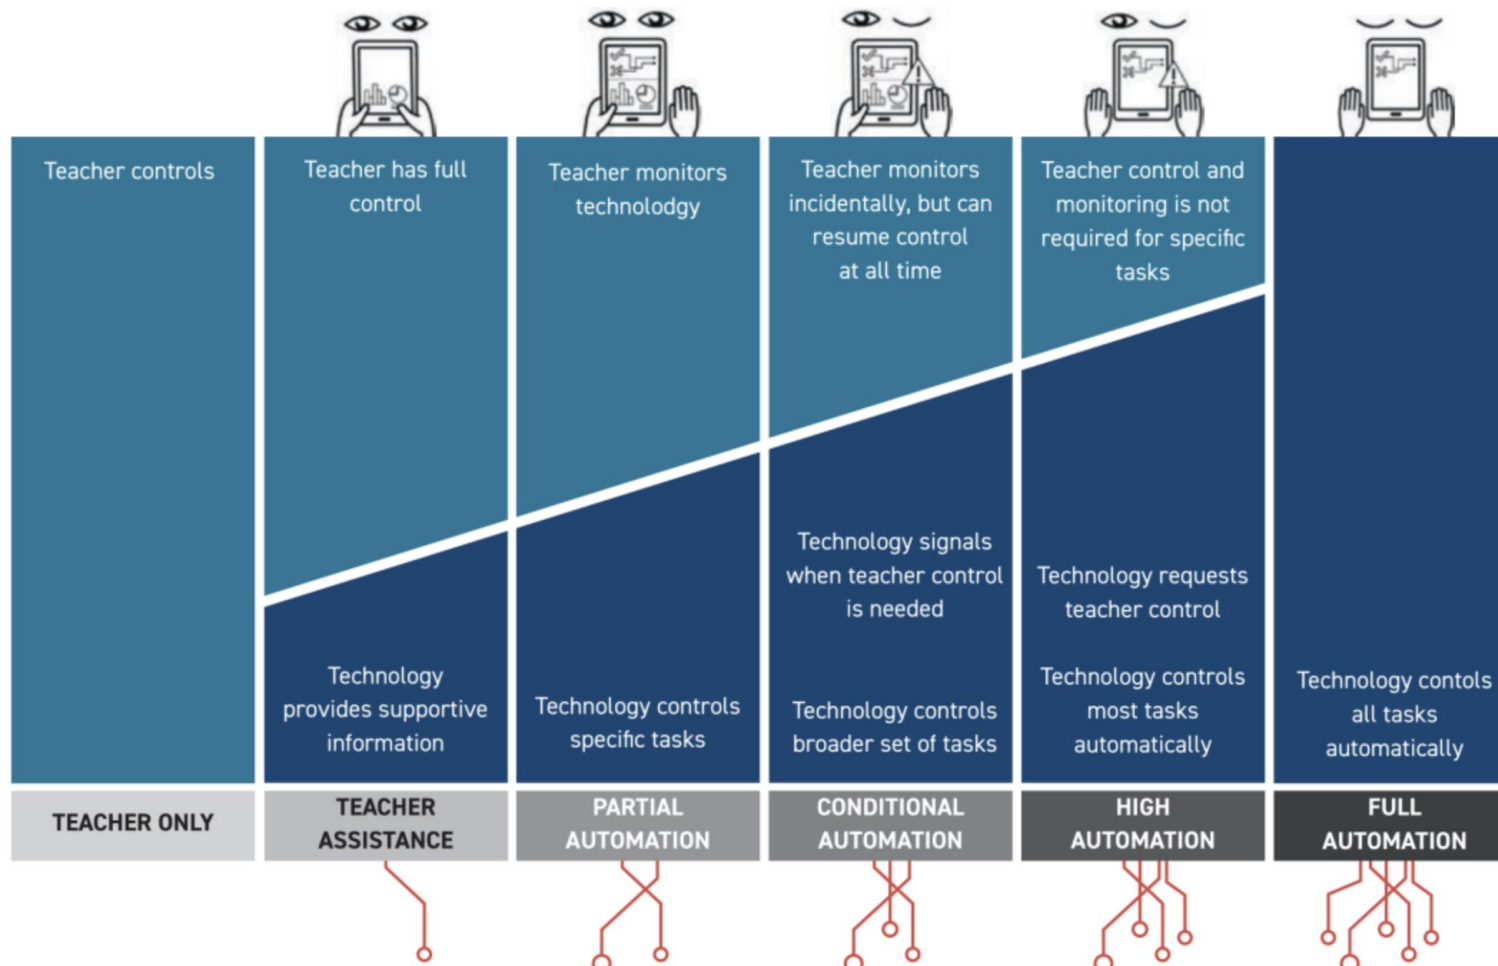 Teacher controls
Teacher has full
control
Teacher monitors
technolodgy
Teacher monitors
incidentally, but can
resume control
at all time
Teacher control and
monitoring is not
required for specific
tasks
Technology
provides supportive
information
Technology controls
specific tasks
Technology signals
when teacher control
is needed
Technology controls
broader set of tasks
Technology requests
teacher control
Technology controls
most tasks
automatically
Technology contols
all tasks
automatically
TEACHER ONLY
TEACHER
ASSISTANCE
PARTIAL
AUTOMATION
CONDITIONAL
AUTOMATION
HIGH
AUTOMATION
FULL
AUTOMATION